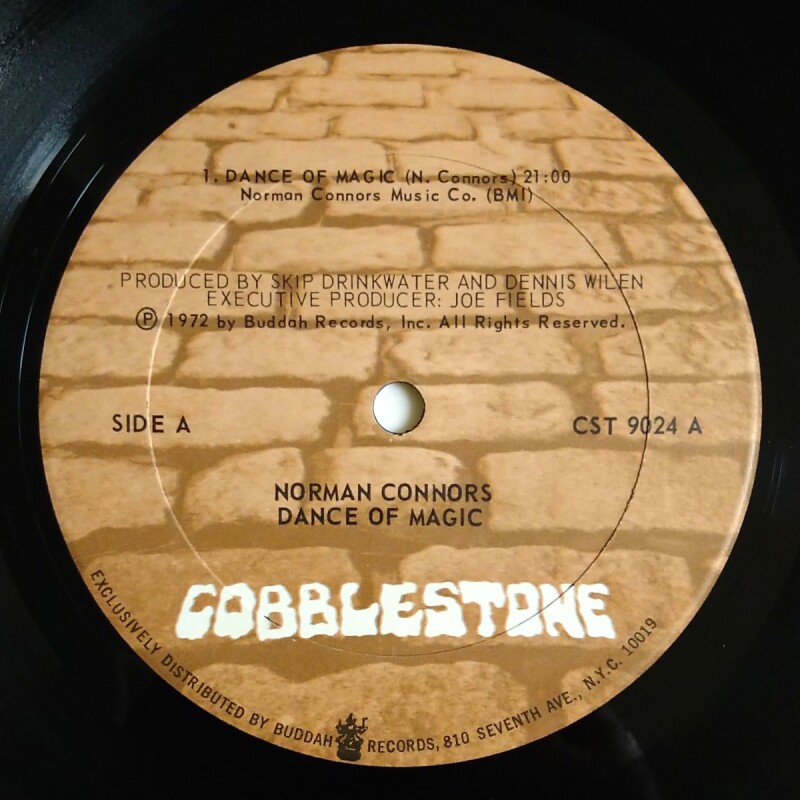 1. DANCE OF MAGIC (N. Connors) 21:00
Norman Connors Music Co. (BMI)
PRODUCED BY SKIP DRINKWATER AND DENNIS WILEN
EXECUTIVE PRODUCER: JOE FIELDS
Ⓟ 1972 by Buddah Records, Inc. All Rights Reserved.
SIDE A
CST 9024 A
NORMAN CONNORS
DANCE OF MAGIC
COBBLESTONE
EXCLUSIVELY DISTRIBUTED BY BUDDAH RECORDS, 810 SEVENTH AVE., N.Y.C. 10019